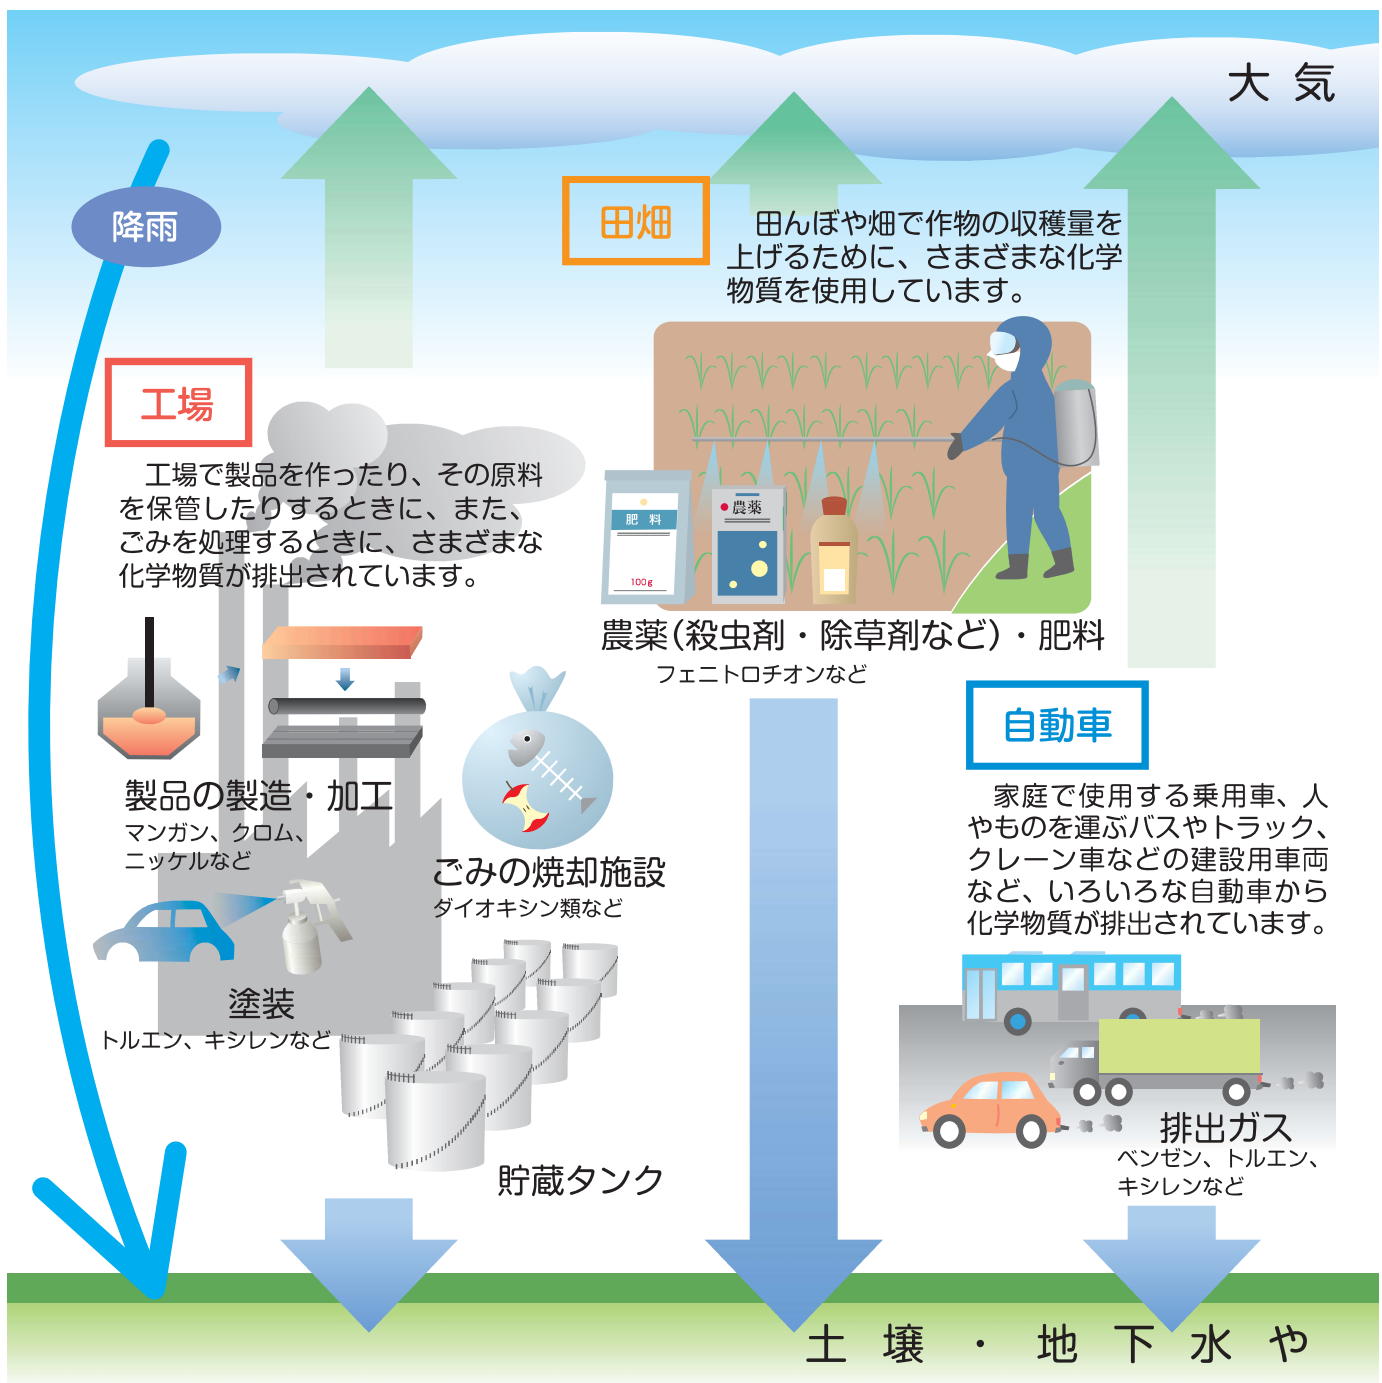 大気
降雨
田畑
田んぼや畑で作物の収穫量を
上げるために、さまざまな化学
物質を使用しています。
工場
工場で製品を作ったり、その原料
を保管したりするときに、また、
ごみを処理するときに、さまざまな
化学物質が排出されています。
肥料
100g
農薬
農薬（殺虫剤・除草剤など）・肥料
フェニトロチオンなど
製品の製造・加工
マンガン、クロム、
ニッケルなど
ごみの焼却施設
ダイオキシン類など
塗装
トルエン、キシレンなど
貯蔵タンク
自動車
家庭で使用する乗用車、人
やものを運ぶバスやトラック、
クレーン車などの建設用車両
など、いろいろな自動車から
化学物質が排出されています。
排出ガス
ベンゼン、トルエン、
キシレンなど
土壌・地下水や